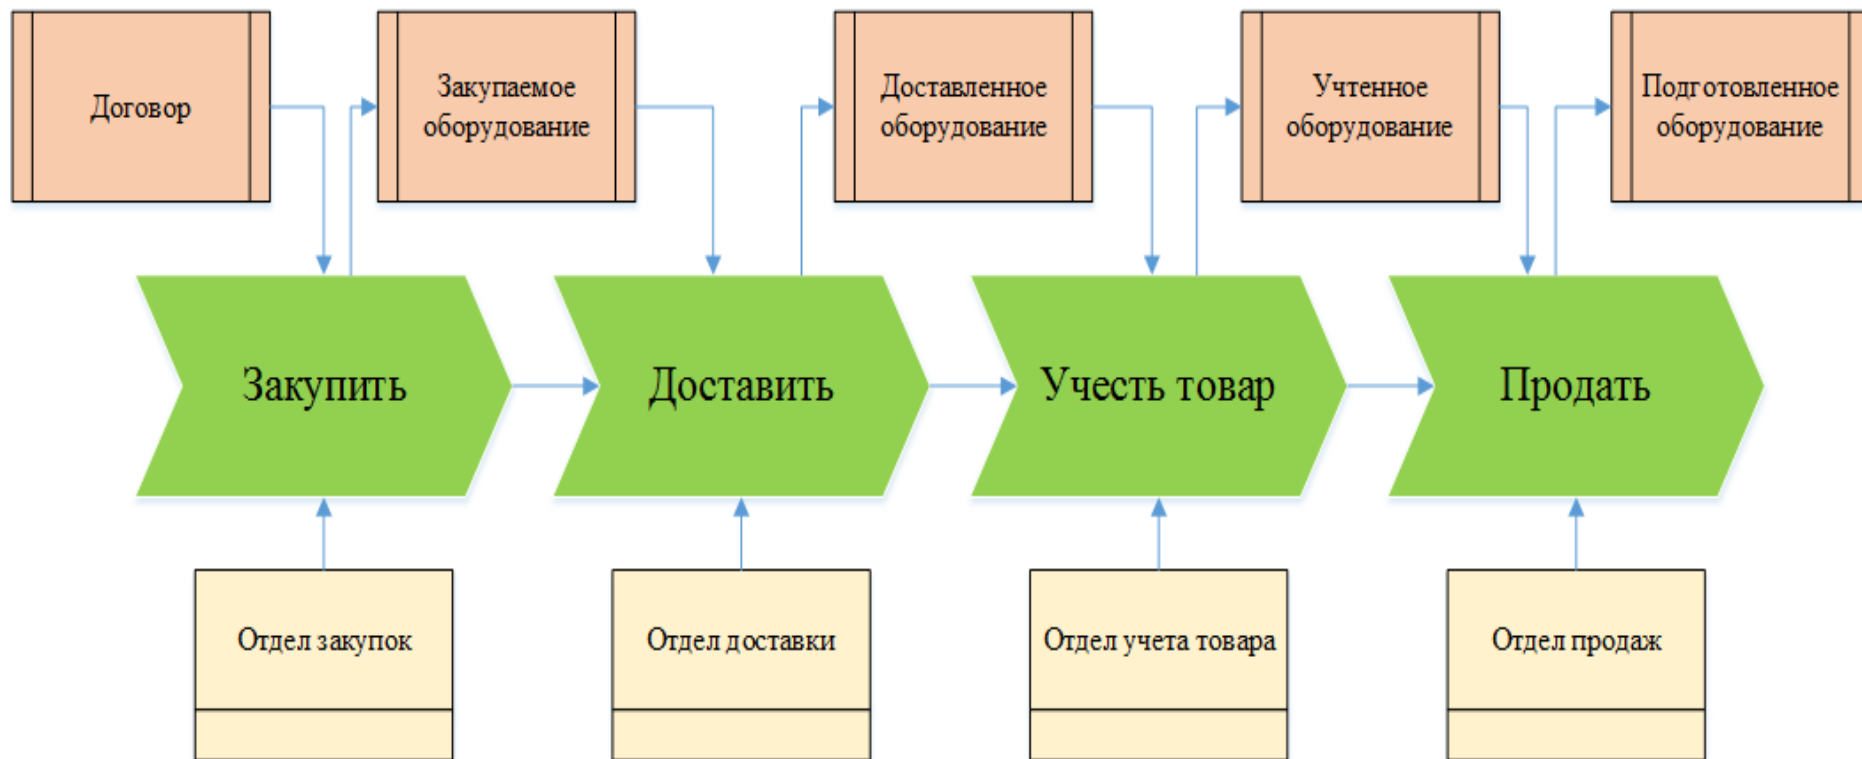 Договор
Закупаемое
оборудование
Доставленное
оборудование
Учтенное
оборудование
Подготовленное
оборудование
Закупить
Доставить
Учесть товар
Продать
Отдел закупок
Отдел доставки
Отдел учета товара
Отдел продаж